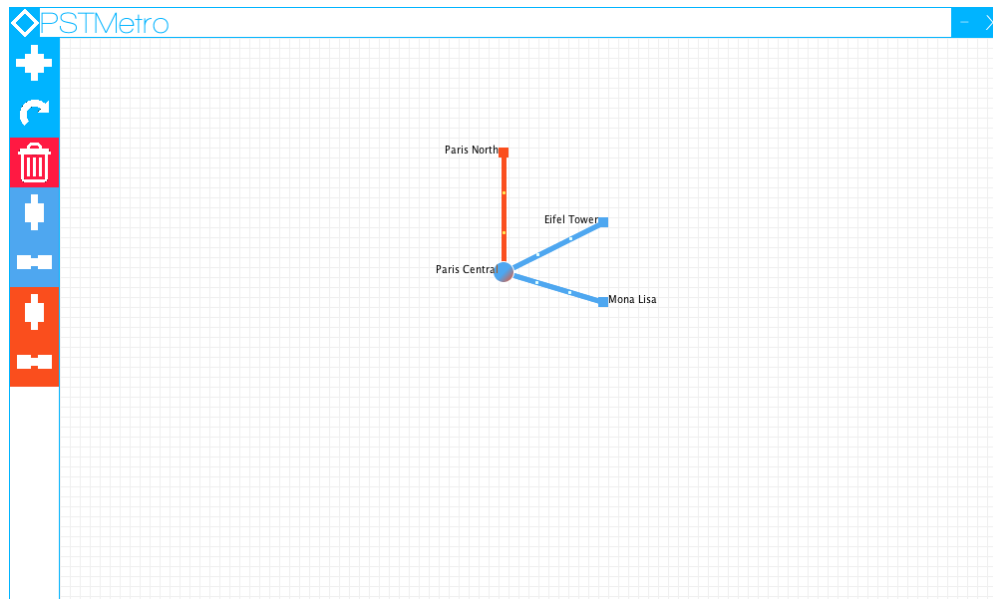 PSTMetro
Paris North
Eifel Tower
Paris Central
Mona Lisa